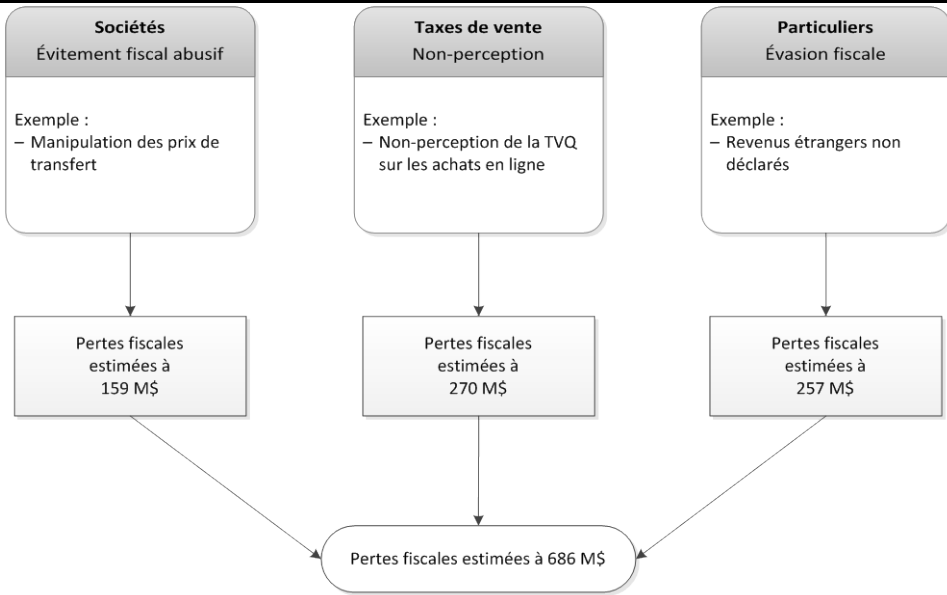 Sociétés
Évitement fiscal abusif
Exemple :
– Manipulation des prix de
transfert
Taxes de vente
Non-perception
Exemple :
– Non-perception de la TVQ
sur les achats en ligne
Particuliers
Évasion fiscale
Exemple :
– Revenus étrangers non
déclarés
Pertes fiscales
estimées à
159 M$
Pertes fiscales
estimées à
270 M$
Pertes fiscales
estimées à
257 M$
Pertes fiscales estimées à 686 M$